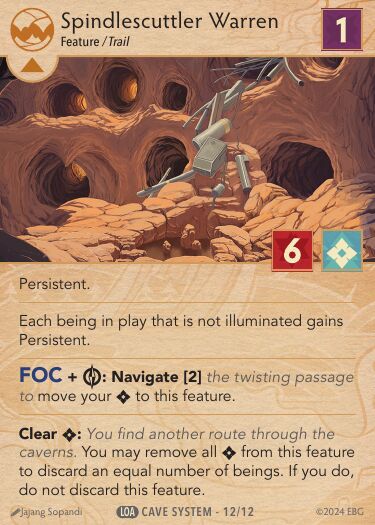 Spindlescuttler Warren
Feature / Trail
1
6
Persistent.
Each being in play that is not illuminated gains
Persistent.
FOC + : Navigate [2] the twisting passage
to move your to this feature.
Clear : You find another route through the
caverns. You may remove all from this feature
to discard an equal number of beings. If you do,
do not discard this feature.
Jajang Sopandi
LOA CAVE SYSTEM - 12/12
©2024 EBG